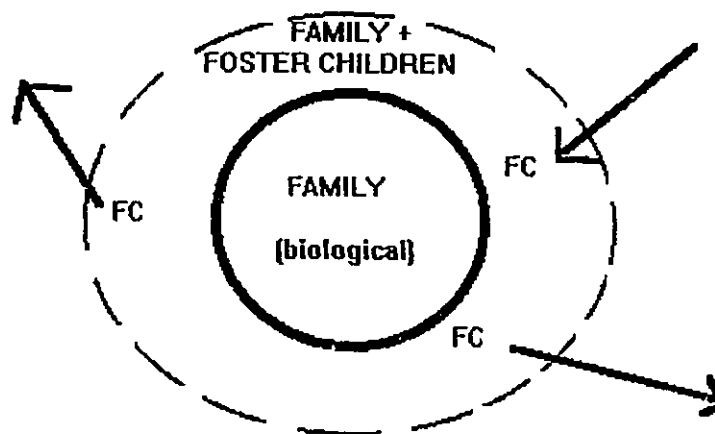 FAMILY +
FOSTER CHILDREN
FC
FAMILY
FC
(biological)
FC